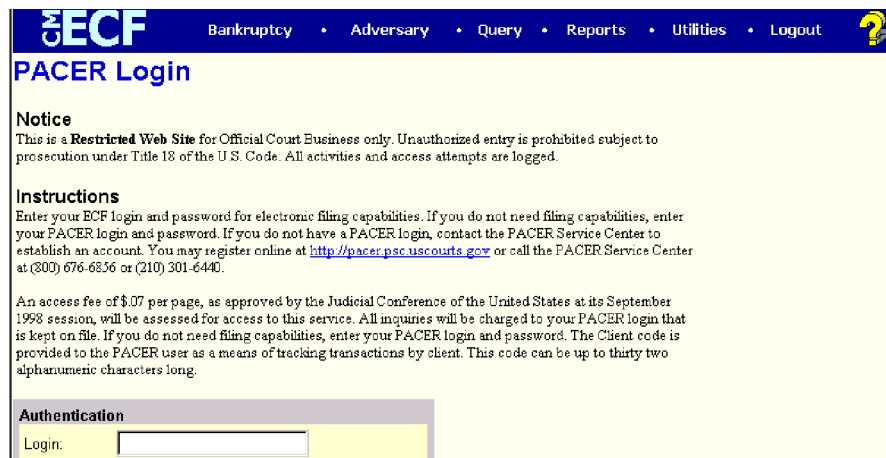 CM ECF Bankruptcy • Adversary • Query • Reports • Utilities • Logout ?
PACER Login
Notice
This is a Restricted Web Site for Official Court Business only. Unauthorized entry is prohibited subject to
prosecution under Title 18 of the U.S. Code. All activities and access attempts are logged.
Instructions
Enter your ECF login and password for electronic filing capabilities. If you do not need filing capabilities, enter
your PACER login and password. If you do not have a PACER login, contact the PACER Service Center to
establish an account. You may register online at http://pacer.psc.uscourts.gov or call the PACER Service Center
at (800) 676-6856 or (210) 301-6440.
An access fee of $.07 per page, as approved by the Judicial Conference of the United States at its September
1998 session, will be assessed for access to this service. All inquiries will be charged to your PACER login that
is kept on file. If you do not need filing capabilities, enter your PACER login and password. The Client code is
provided to the PACER user as a means of tracking transactions by client. This code can be up to thirty two
alphanumeric characters long.
Authentication
Login: